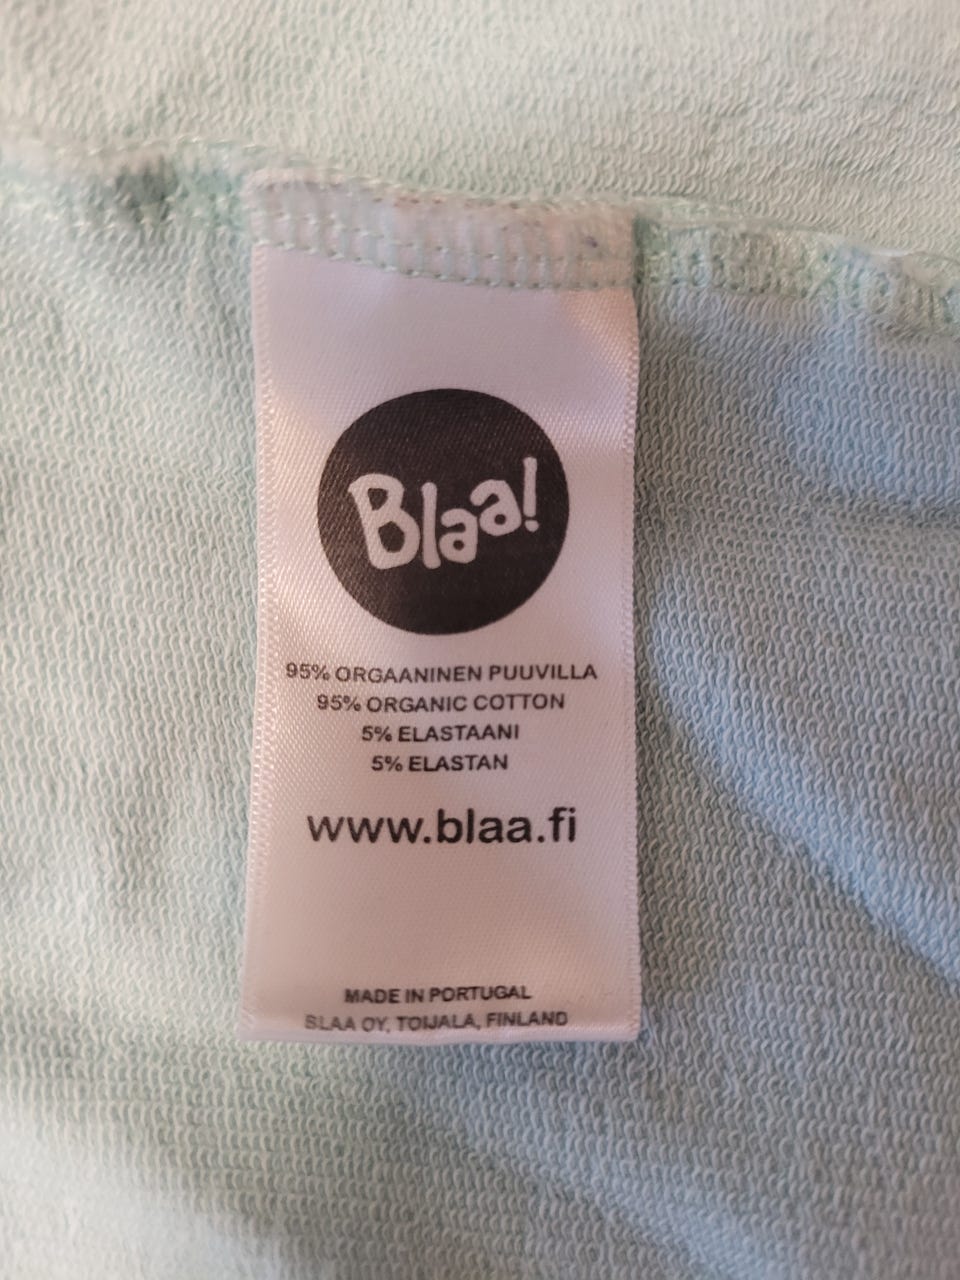 Blaa!
95% ORGAANINEN PUUVILLA
95% ORGANIC COTTON
5% ELASTAANI
5% ELASTAN
www.blaa.fi
MADE IN PORTUGAL
BLAA OY, TOIJALA, FINLAND